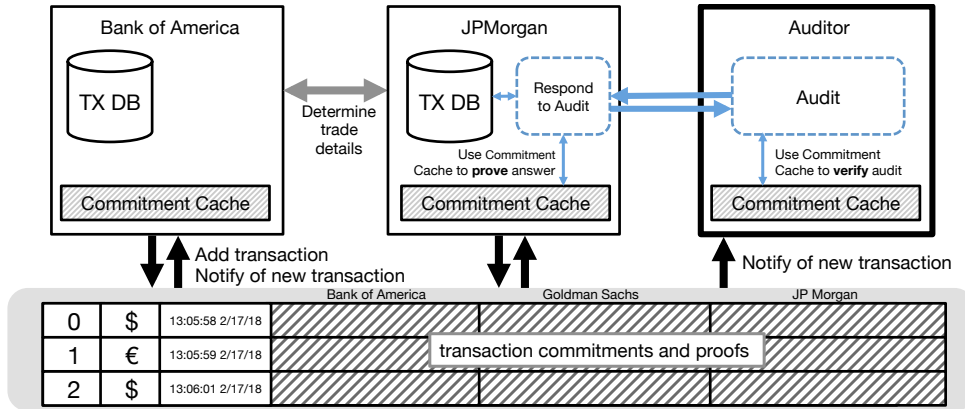 Bank of America
JPMorgan
Auditor
TX DB
Determine
trade
details
TX DB
Respond
to Audit
Audit
Use Commitment
Cache to prove answer
Use Commitment
Cache to verify audit
Commitment Cache
Commitment Cache
Commitment Cache
Add transaction
Notify of new transaction
Notify of new transaction
Bank of America
Goldman Sachs
JP Morgan
0 $ 13:05:58 2/17/18
1 € 13:05:59 2/17/18
transaction commitments and proofs
2 $ 13:06:01 2/17/18